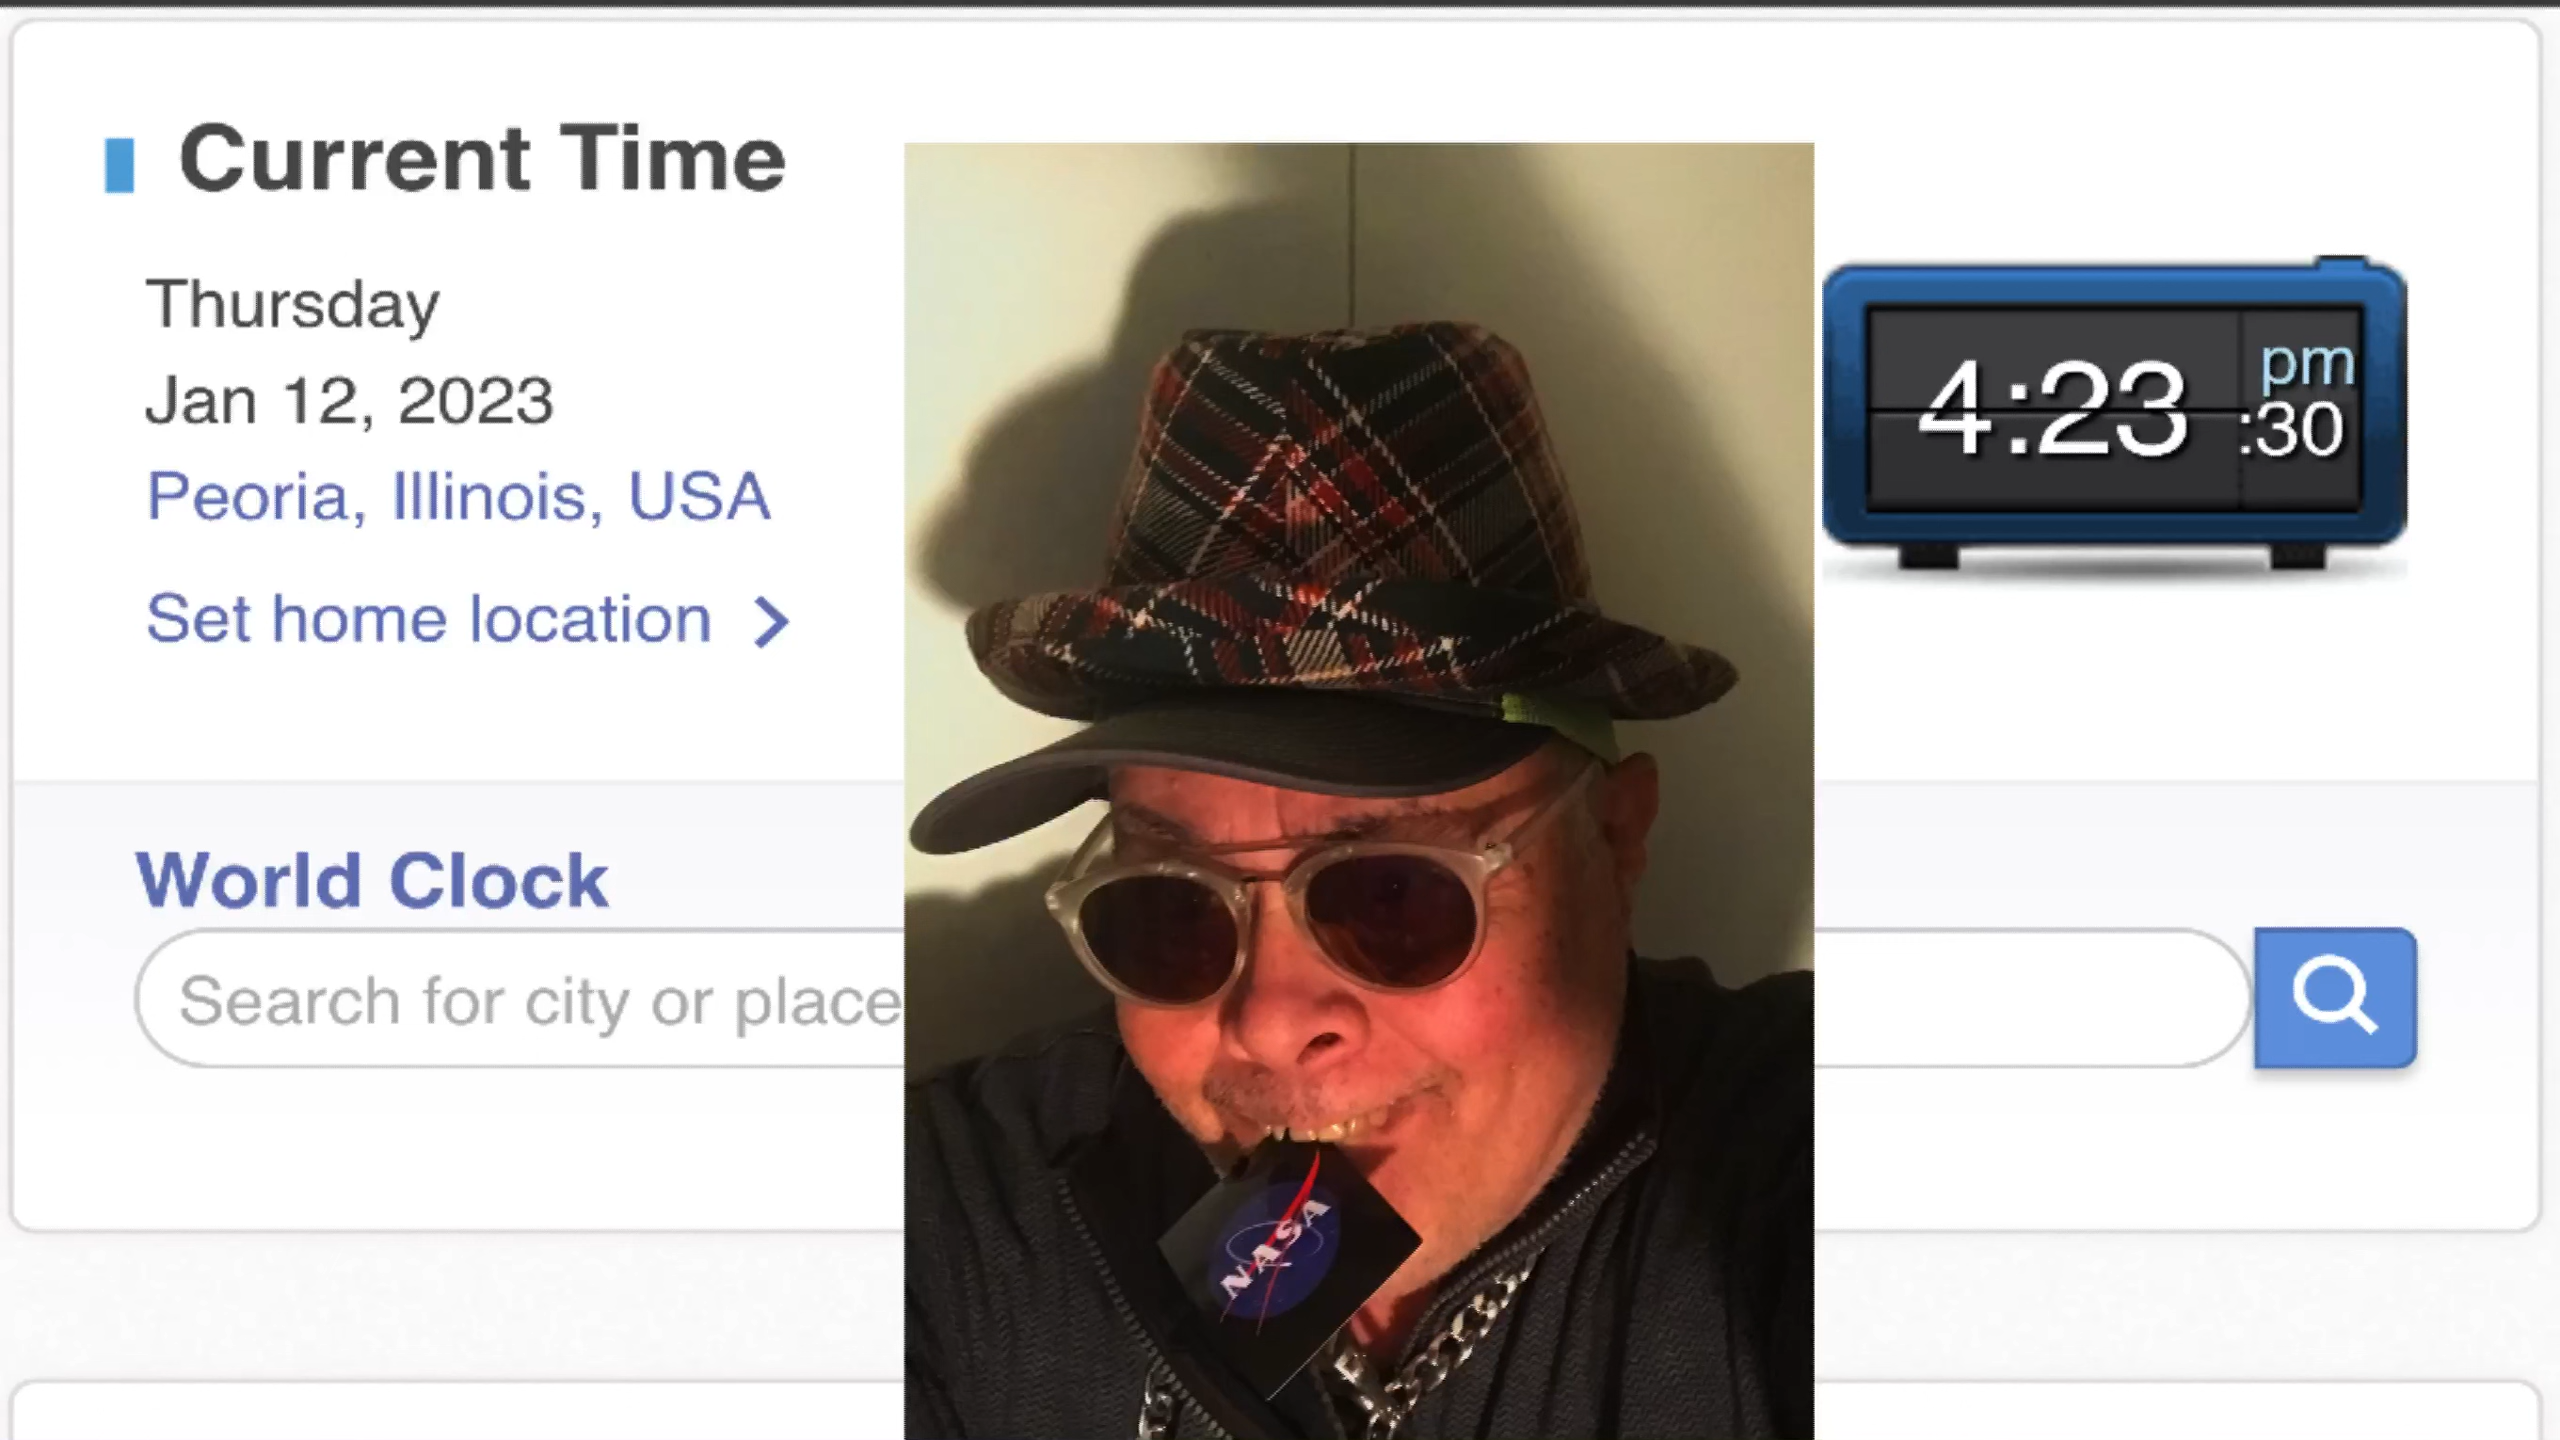 Current Time
Thursday
Jan 12, 2023
Peoria, Illinois, USA
Set home location
4:23 pm :30
World Clock
Search for city or place
NASA